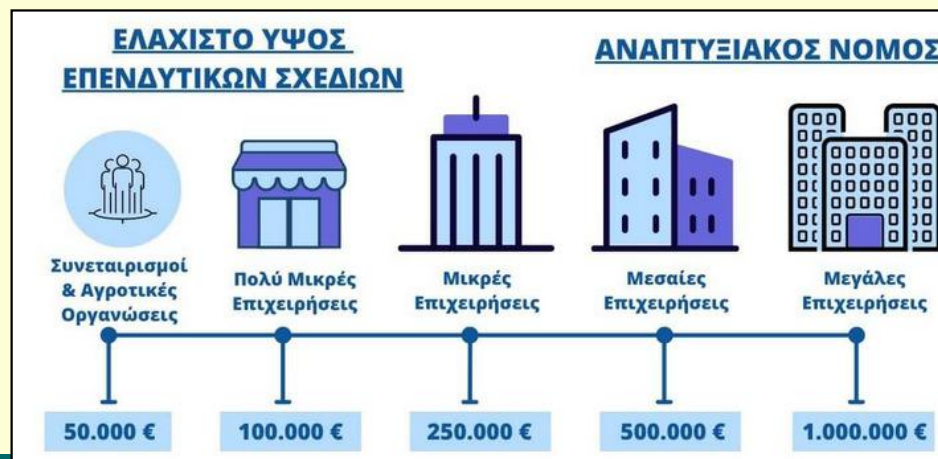 ΕΛΑΧΙΣΤΟ ΥΨΟΣ
ΕΠΕΝΔΥΤΙΚΩΝ ΣΧΕΔΙΩΝ
ΑΝΑΠΤΥΞΙΑΚΟΣ ΝΟΜΟΣ
Συνεταιρισμοί
& Αγροτικές
Οργανώσεις
Πολύ Μικρές
Επιχειρήσεις
Μικρές
Επιχειρήσεις
Μεσαίες
Επιχειρήσεις
Μεγάλες
Επιχειρήσεις
50.000 €
100.000 €
250.000 €
500.000 €
1.000.000 €